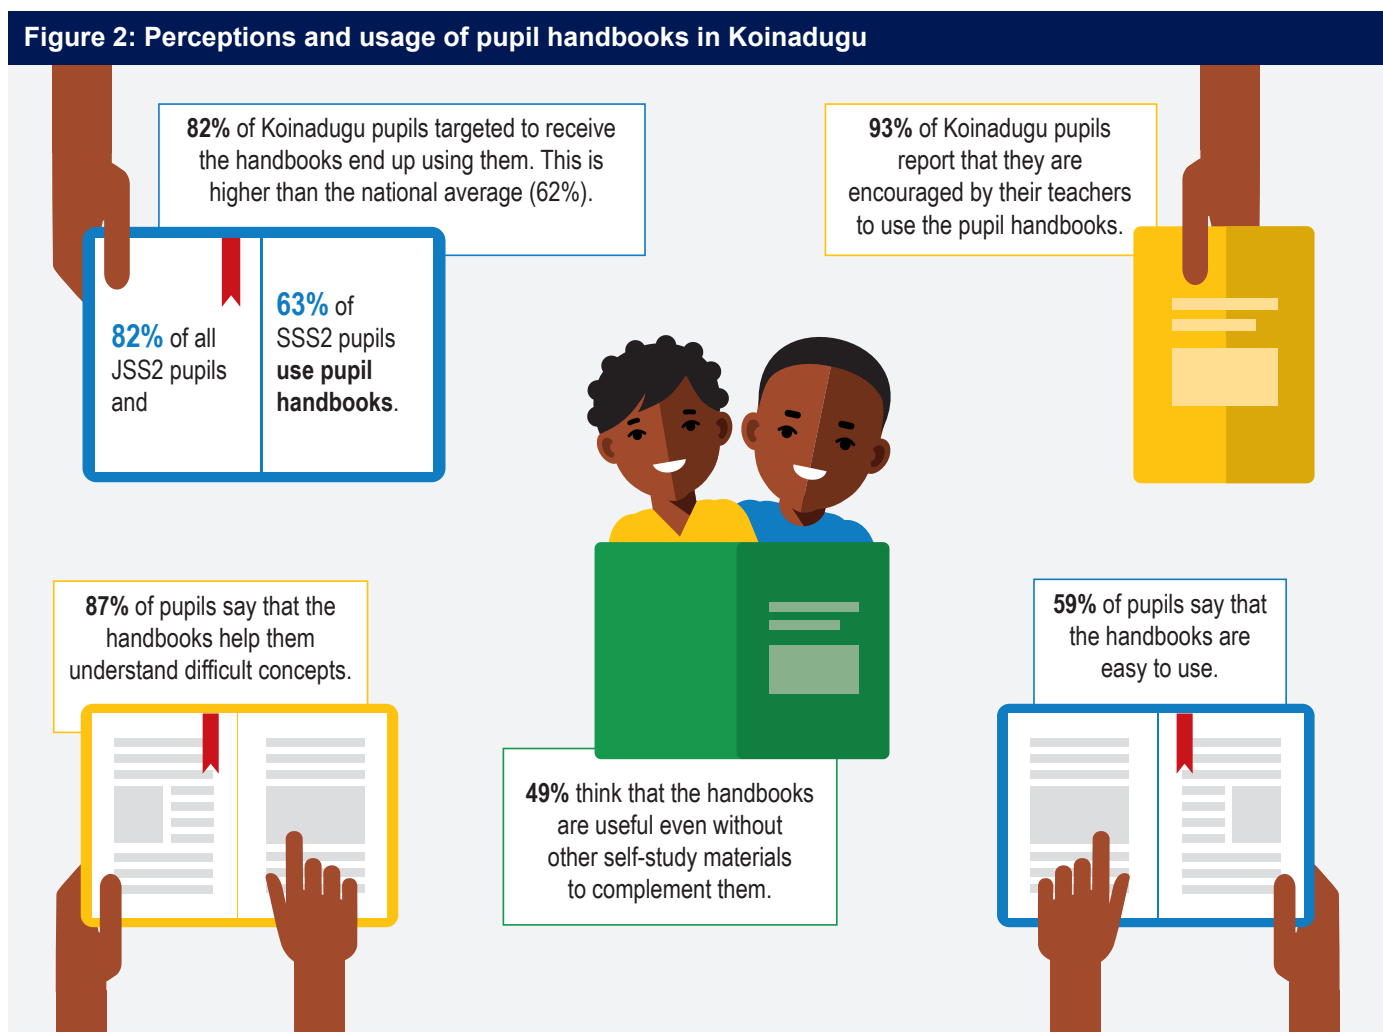 Figure 2: Perceptions and usage of pupil handbooks in Koinadugu
82% of Koinadugu pupils targeted to receive
the handbooks end up using them. This is
higher than the national average (62%).
93% of Koinadugu pupils
report that they are
encouraged by their teachers
to use the pupil handbooks.
82% of all
JSS2 pupils
and
63% of
SSS2 pupils
use pupil
handbooks.
87% of pupils say that the
handbooks help them
understand difficult concepts.
59% of pupils say that
the handbooks are
easy to use.
49% think that the handbooks
are useful even without
other self-study materials
to complement them.